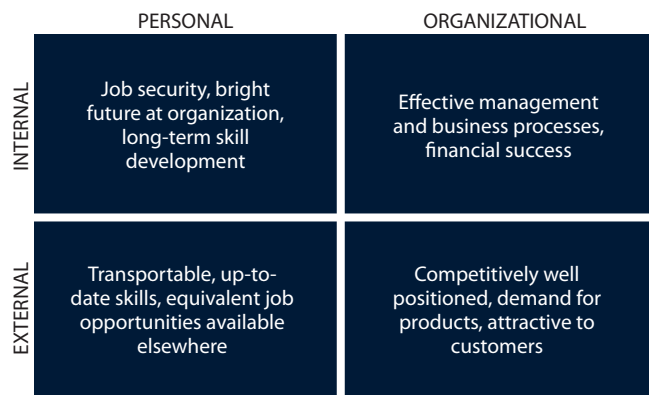 PERSONAL
ORGANIZATIONAL
INTERNAL
Job security, bright
future at organization,
long-term skill
development
Effective management
and business processes,
financial success
EXTERNAL
Transportable, up-to-
date skills, equivalent job
opportunities available
elsewhere
Competitively well
positioned, demand for
products, attractive to
customers